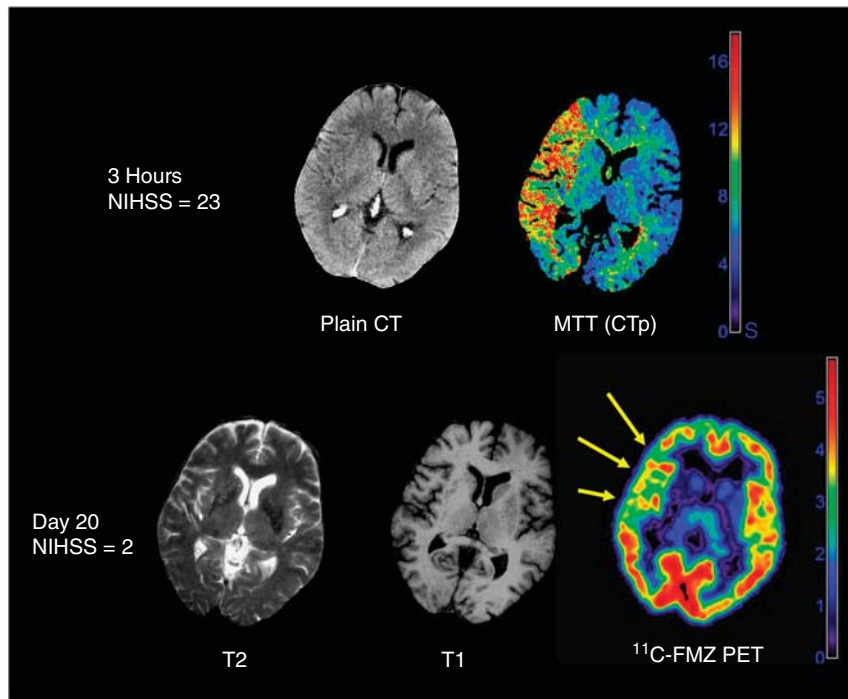 16
12
3 Hours
NIHSS = 23
8
4
0 S
Plain CT
MTT (CTp)
5
4
3
Day 20
NIHSS = 2
2
1
0
T2
T1
¹¹C-FMZ PET